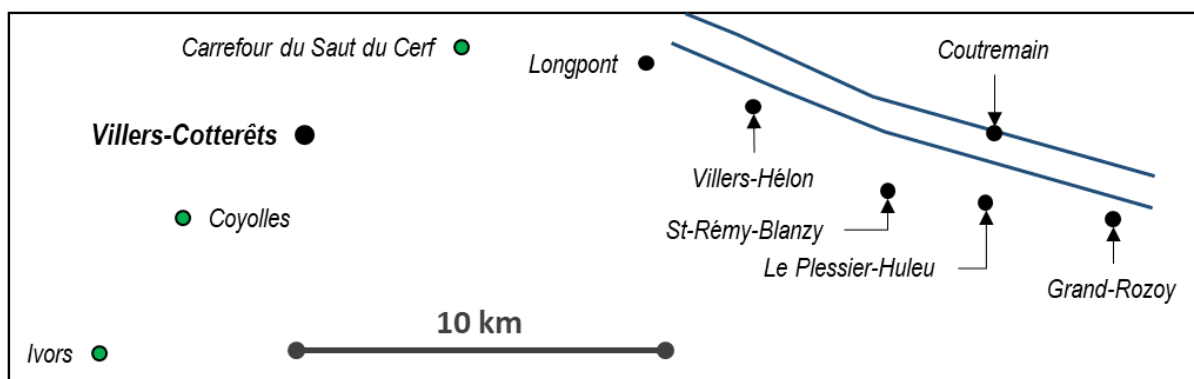 Carrefour du Saut du Cerf
Longpont
Coutremain
Villers-Cotterêts
Villers-Hélon
Coyolles
St-Rémy-Blanzy
Le Plessier-Huleu
Grand-Rozoy
10 km
Ivors